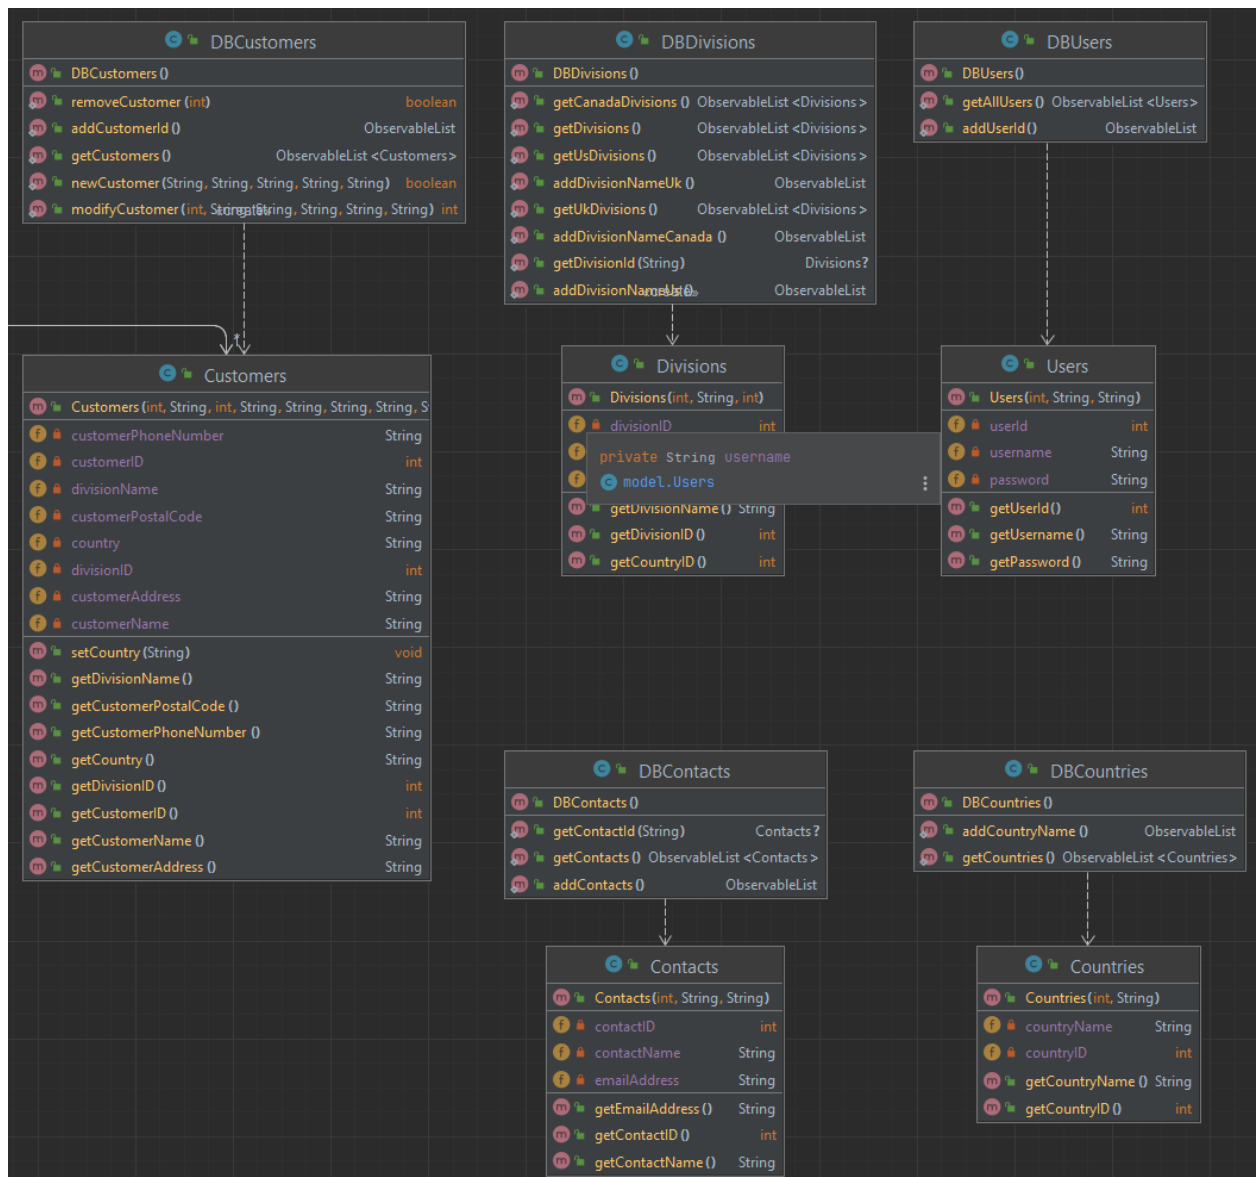 DBCustomers
DBCustomers()
removeCustomer(int) boolean
addCustomerId() ObservableList
getCustomers() ObservableList<Customers>
newCustomer(String, String, String, String, String) boolean
modifyCustomer(int, String, String, String, String, String) int
«create»
DBDivisions
DBDivisions()
getCanadaDivisions() ObservableList<Divisions>
getDivisions() ObservableList<Divisions>
getUsDivisions() ObservableList<Divisions>
addDivisionNameUk() ObservableList
getUkDivisions() ObservableList<Divisions>
addDivisionNameCanada() ObservableList
getDivisionId(String) Divisions?
addDivisionNameUs() ObservableList
«create»
DBUsers
DBUsers()
getAllUsers() ObservableList<Users>
addUserId() ObservableList
*
Customers
Customers(int, String, int, String, String, String, String, S
customerPhoneNumber String
customerID int
divisionName String
customerPostalCode String
country String
divisionID int
customerAddress String
customerName String
setCountry(String) void
getDivisionName() String
getCustomerPostalCode() String
getCustomerPhoneNumber() String
getCountry() String
getDivisionID() int
getCustomerID() int
getCustomerName() String
getCustomerAddress() String
Divisions
Divisions(int, String, int)
divisionID int
private String username
model.Users
getDivisionName() String
getDivisionID() int
getCountryID() int
Users
Users(int, String, String)
userId int
username String
password String
getUserId() int
getUsername() String
getPassword() String
DBContacts
DBContacts()
getContactId(String) Contacts?
getContacts() ObservableList<Contacts>
addContacts() ObservableList
DBCountries
DBCountries()
addCountryName() ObservableList
getCountries() ObservableList<Countries>
Contacts
Contacts(int, String, String)
contactID int
contactName String
emailAddress String
getEmailAddress() String
getContactID() int
getContactName() String
Countries
Countries(int, String)
countryName String
countryID int
getCountryName() String
getCountryID() int